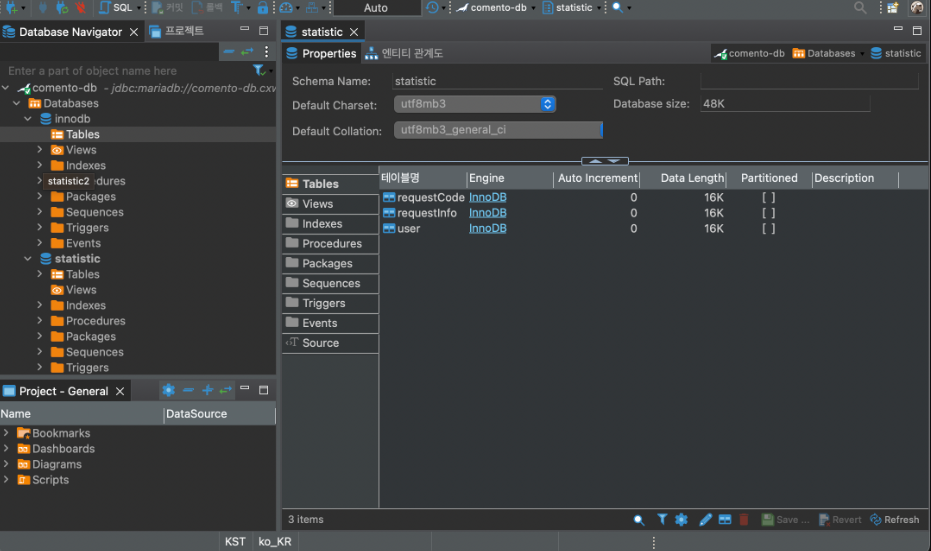 SQL 커밋 롤백 T Auto comento-db statistic
Database Navigator 프로젝트
Enter a part of object name here
comento-db - jdbc:mariadb://comento-db.cxw
Databases
innodb
Tables
Views
Indexes
statistic2 dures
Packages
Sequences
Triggers
Events
statistic
Tables
Views
Indexes
Procedures
Packages
Sequences
Triggers
Project - General
Name DataSource
Bookmarks
Dashboards
Diagrams
Scripts
statistic
Properties 엔티티 관계도 comento-db Databases statistic
Schema Name: statistic SQL Path:
Default Charset: utf8mb3 Database size: 48K
Default Collation: utf8mb3_general_ci
Tables
Views
Indexes
Procedures
Packages
Sequences
Triggers
Events
Source
테이블명 Engine Auto Increment Data Length Partitioned Description
requestCode InnoDB 0 16K [ ]
requestInfo InnoDB 0 16K [ ]
user InnoDB 0 16K [ ]
3 items Save ... Revert Refresh
KST ko_KR